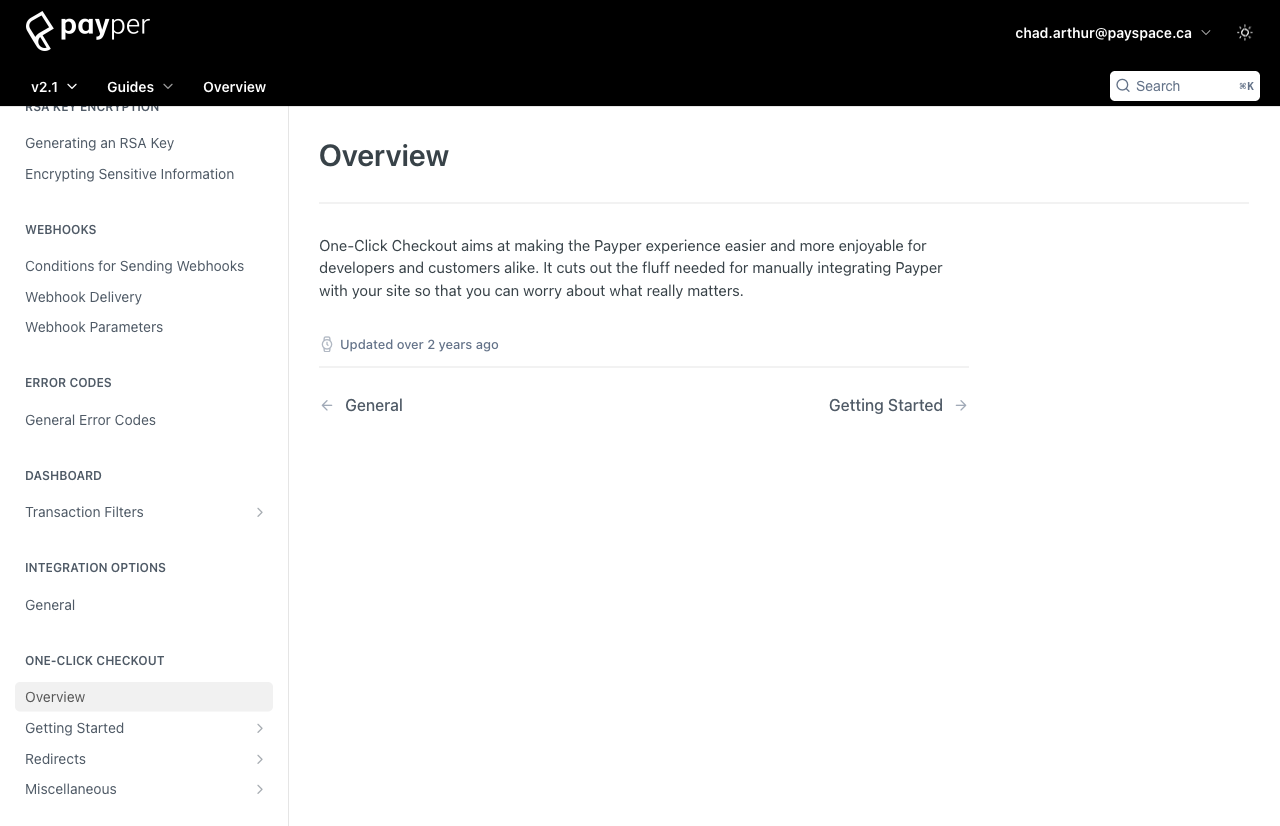 payper
chad.arthur@payspace.ca
v2.1
Guides
Overview
Search
⌘K
RSA KEY ENCRYPTION
Generating an RSA Key
Encrypting Sensitive Information
WEBHOOKS
Conditions for Sending Webhooks
Webhook Delivery
Webhook Parameters
ERROR CODES
General Error Codes
DASHBOARD
Transaction Filters
INTEGRATION OPTIONS
General
ONE-CLICK CHECKOUT
Overview
Getting Started
Redirects
Miscellaneous
Overview
One-Click Checkout aims at making the Payper experience easier and more enjoyable for
developers and customers alike. It cuts out the fluff needed for manually integrating Payper
with your site so that you can worry about what really matters.
Updated over 2 years ago
General
Getting Started